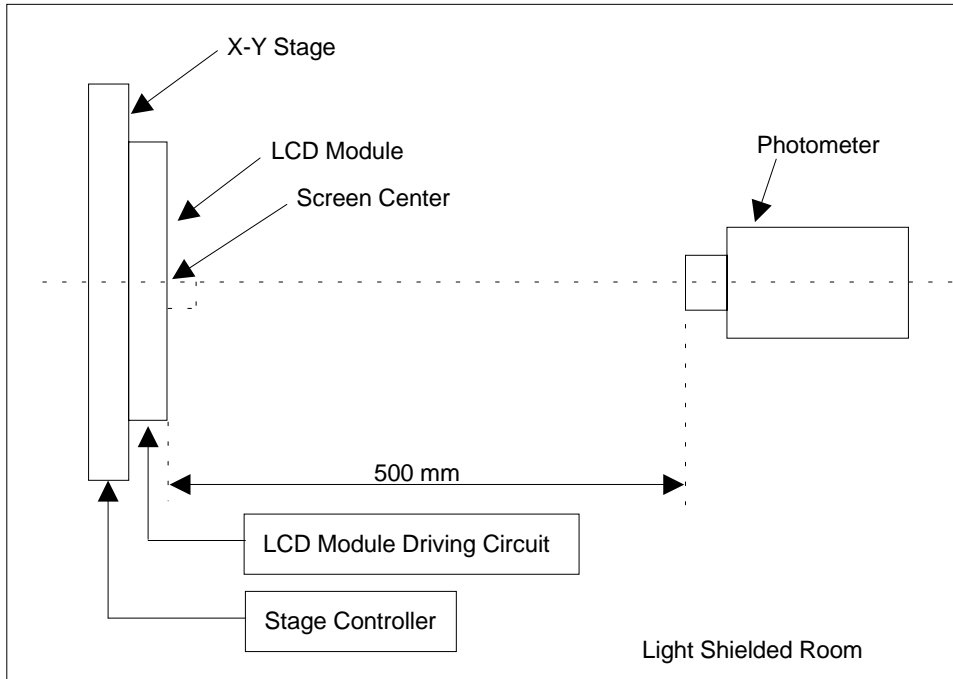 X-Y Stage
LCD Module
Photometer
Screen Center
500 mm
LCD Module Driving Circuit
Stage Controller
Light Shielded Room